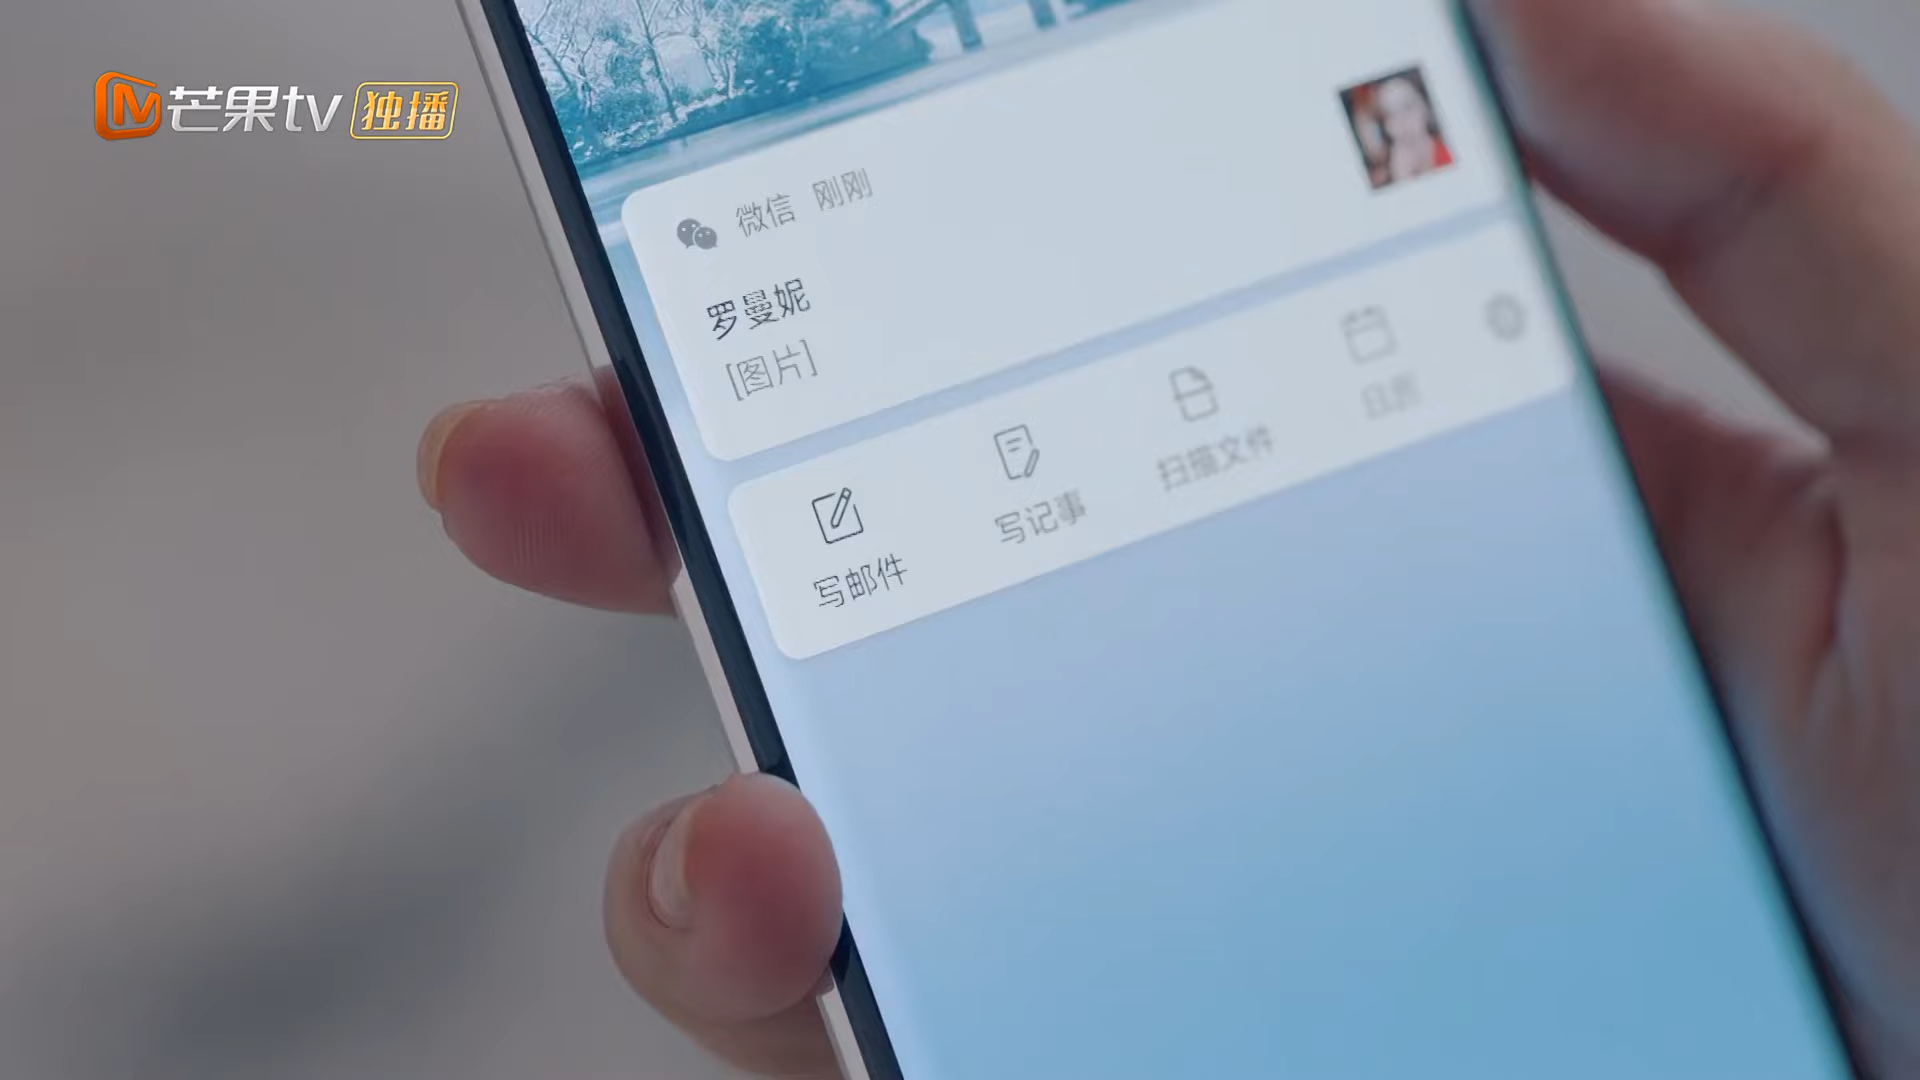 芒果tv 独播
微信 刚刚
罗曼妮
[图片]
写邮件
写记事
扫描文件
日历